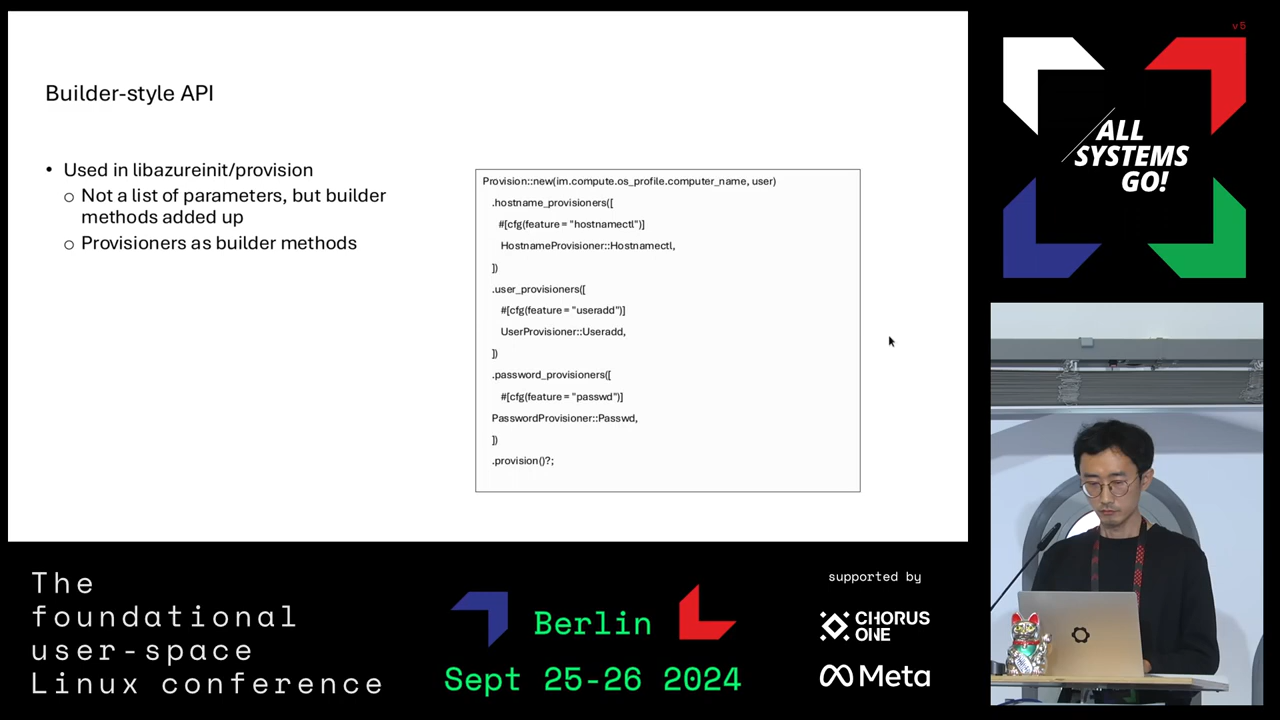 Builder-style API
• Used in libazureinit/provision
o Not a list of parameters, but builder
methods added up
o Provisioners as builder methods
Provision::new(im.compute.os_profile.computer_name, user)
.hostname_provisioners([
#[cfg(feature = "hostnamectl")]
HostnameProvisioner::Hostnamectl,
])
.user_provisioners([
#[cfg(feature = "useradd")]
UserProvisioner::Useradd,
])
.password_provisioners([
#[cfg(feature = "passwd")]
PasswordProvisioner::Passwd,
])
.provision()?;
v5
ALL
SYSTEMS
GO!
The
foundational
user-space
Linux conference
Berlin
Sept 25-26 2024
supported by
CHORUS
ONE
Meta